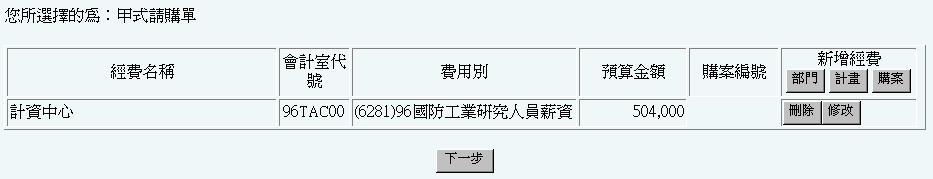 您所選擇的為：甲式請購單
經費名稱 會計室代號 費用別 預算金額 購案編號 新增經費
部門 計畫 購案
計資中心 96TAC00 (6281)96國防工業研究人員薪資 504,000 刪除 修改
下一步